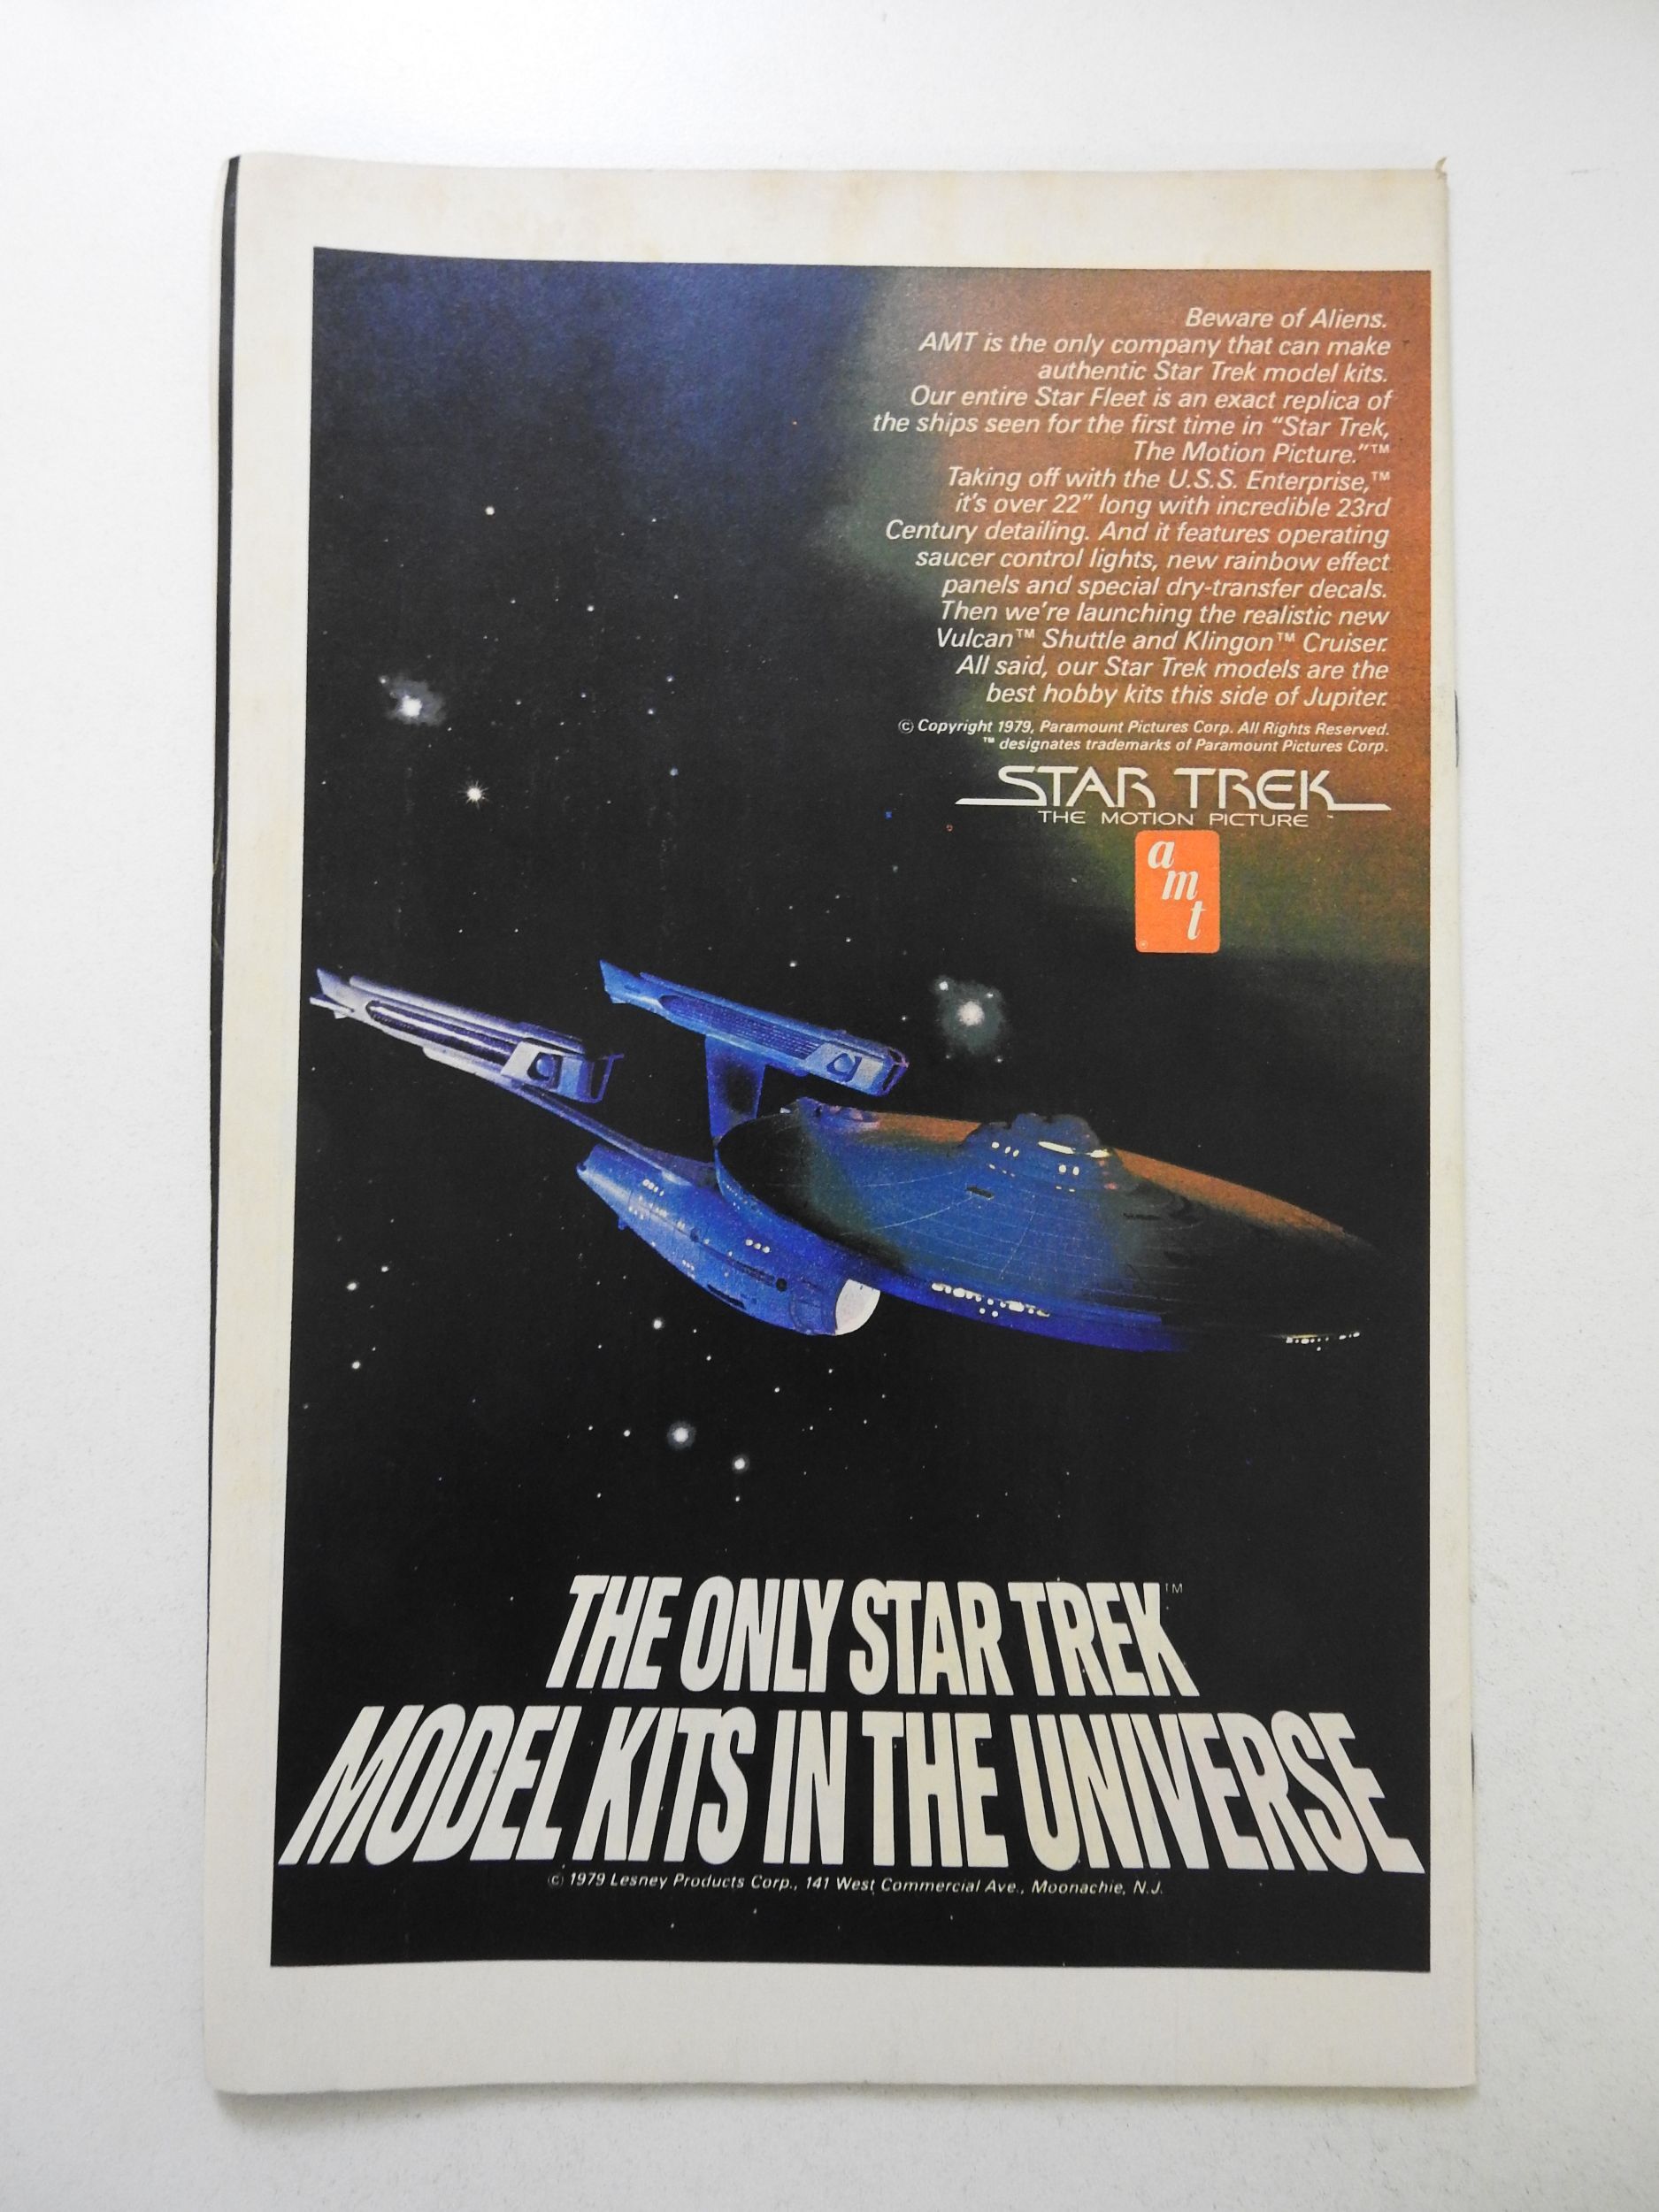 Beware of Aliens.
AMT is the only company that can make
authentic Star Trek model kits.
Our entire Star Fleet is an exact replica of
the ships seen for the first time in “Star Trek,
The Motion Picture.”™
Taking off with the U.S.S. Enterprise,™
it's over 22” long with incredible 23rd
Century detailing. And it features operating
saucer control lights, new rainbow effect
panels and special dry-transfer decals.
Then we're launching the realistic new
Vulcan™ Shuttle and Klingon™ Cruiser.
All said, our Star Trek models are the
best hobby kits this side of Jupiter.
© Copyright 1979, Paramount Pictures Corp. All Rights Reserved.
™ designates trademarks of Paramount Pictures Corp.
STAR TREK
THE MOTION PICTURE ™
amt ®
THE ONLY STAR TREK™
MODEL KITS IN THE UNIVERSE
© 1979 Lesney Products Corp., 141 West Commercial Ave., Moonachie, N.J.